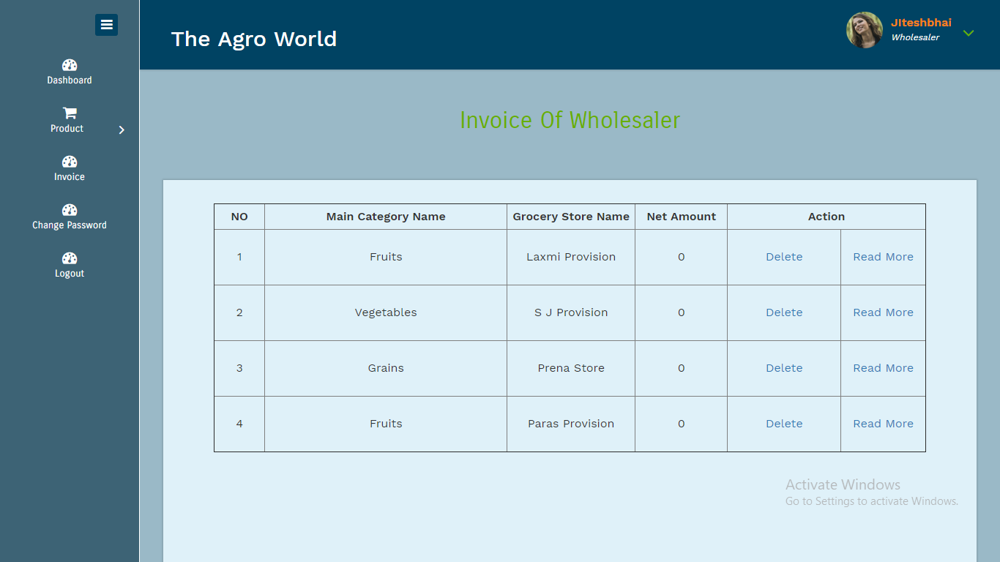 The Agro World
JIteshbhai
Wholesaler
Dashboard
Product
Invoice
Change Password
Logout
Invoice Of Wholesaler
NO Main Category Name Grocery Store Name Net Amount Action
1 Fruits Laxmi Provision 0 Delete Read More
2 Vegetables S J Provision 0 Delete Read More
3 Grains Prena Store 0 Delete Read More
4 Fruits Paras Provision 0 Delete Read More
Activate Windows
Go to Settings to activate Windows.